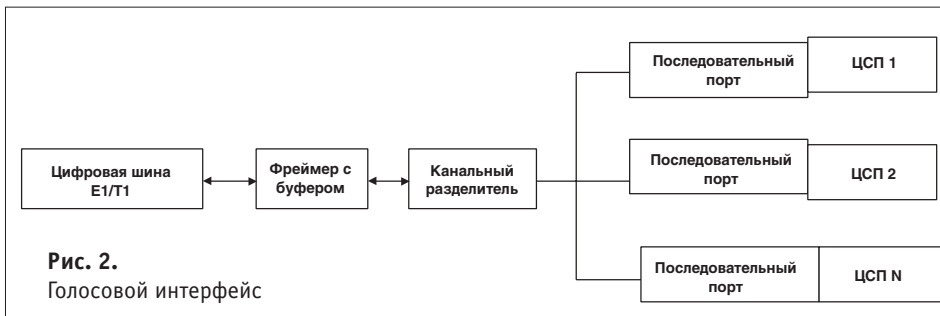 Последовательный
порт
ЦСП 1
Цифровая шина
E1/T1
Фреймер с
буфером
Канальный
разделитель
Последовательный
порт
ЦСП 2
Последовательный
порт
ЦСП N
Рис. 2.
Голосовой интерфейс